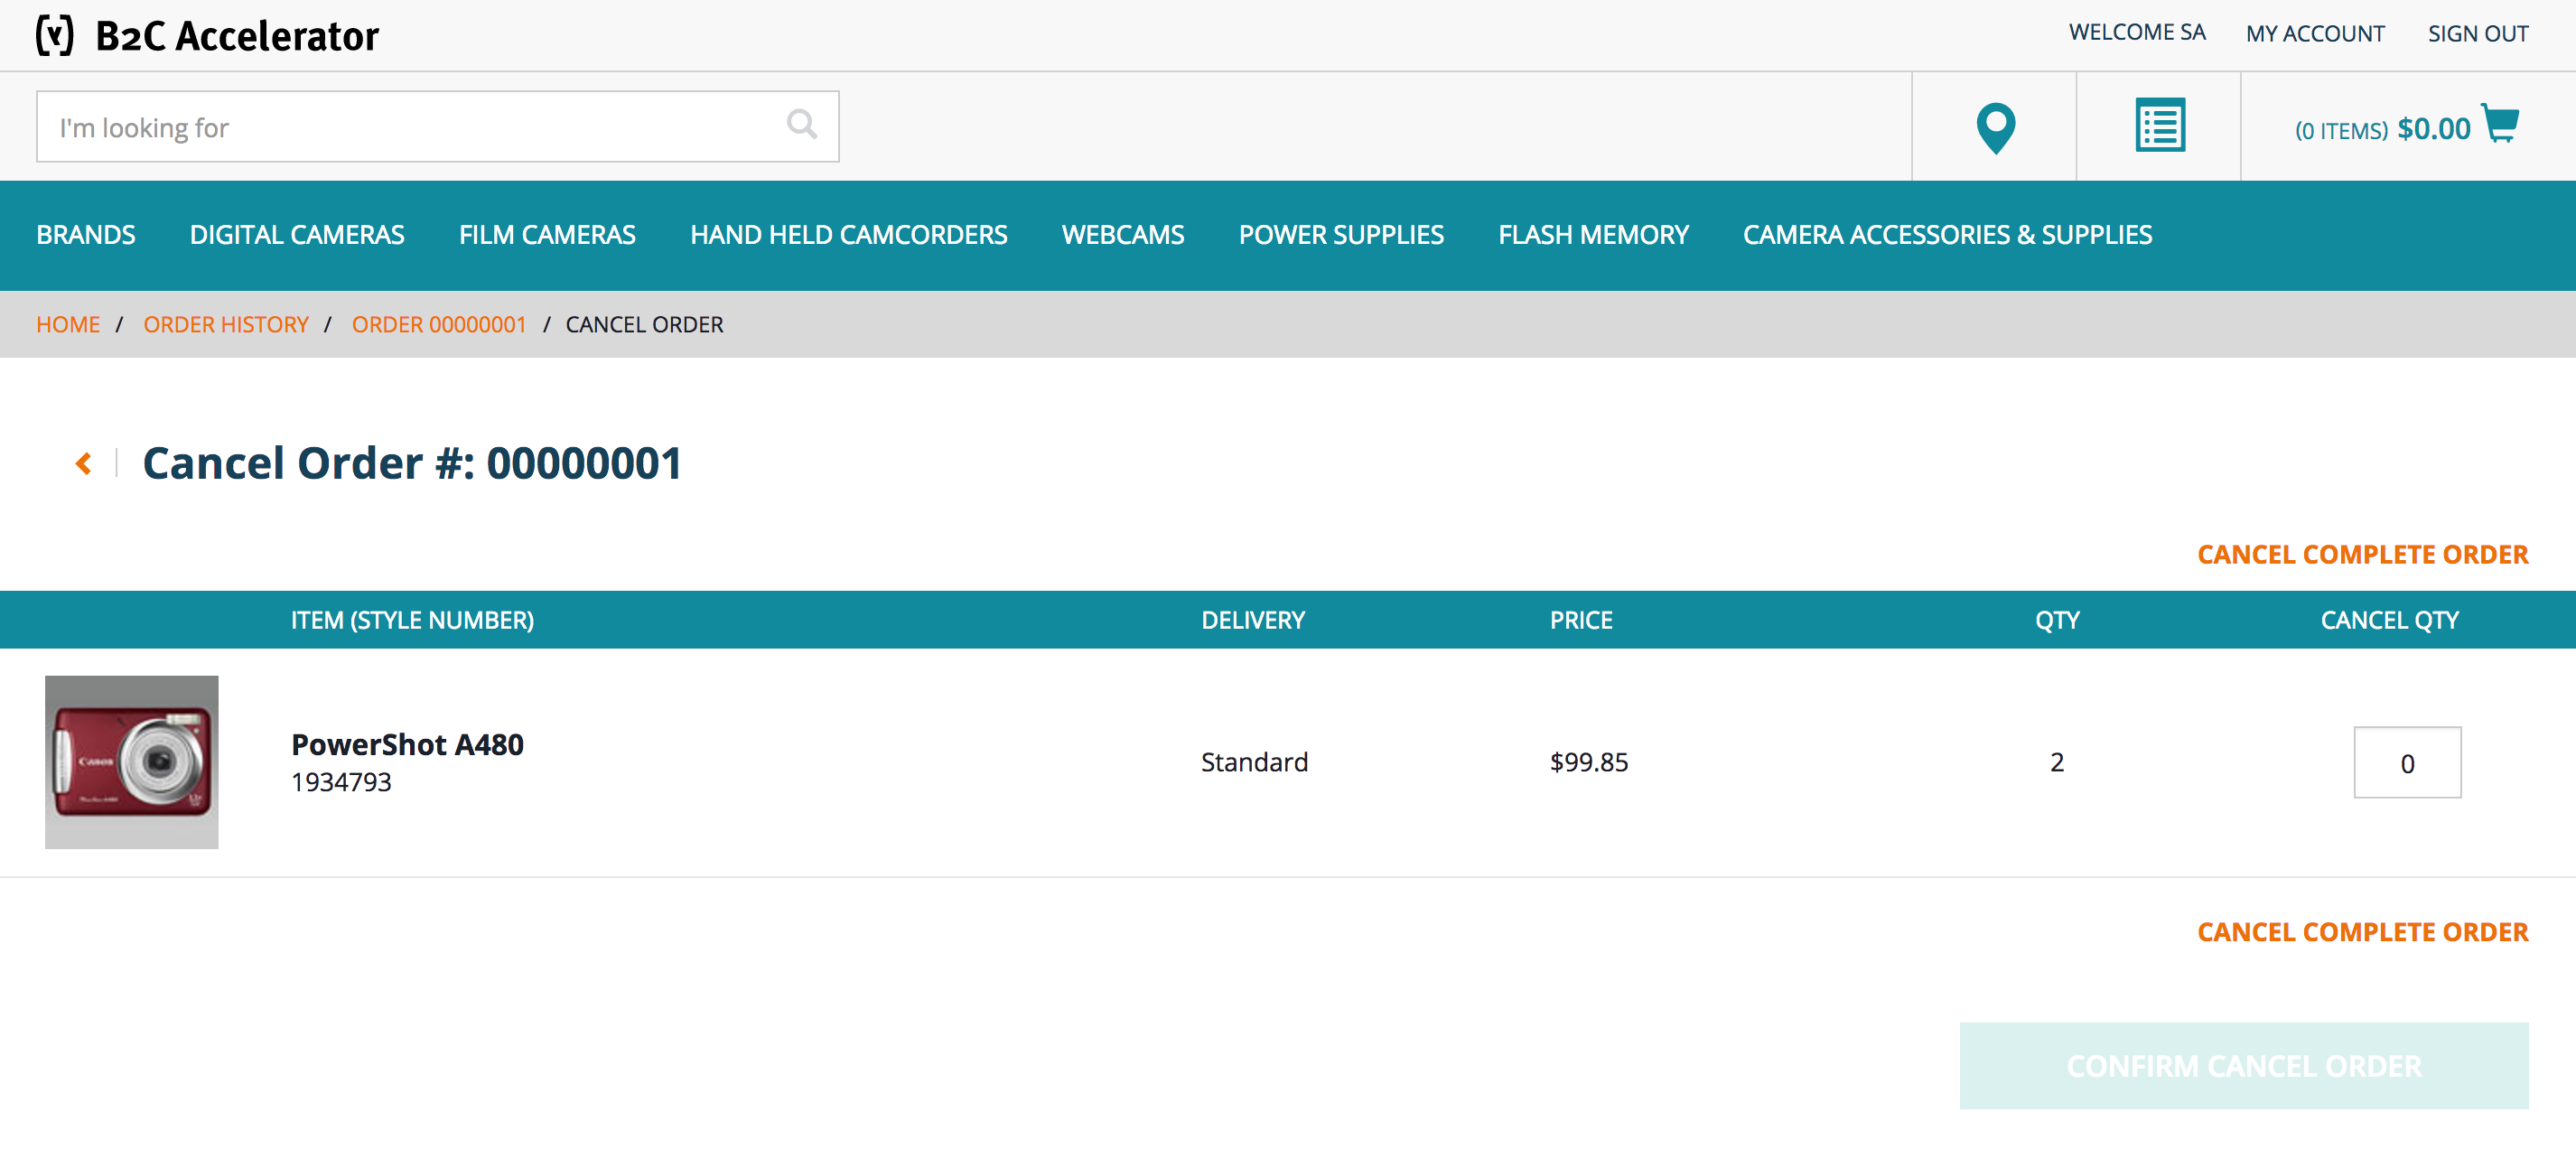 B2C Accelerator
WELCOME SA MY ACCOUNT SIGN OUT
I'm looking for
(0 ITEMS) $0.00
BRANDS DIGITAL CAMERAS FILM CAMERAS HAND HELD CAMCORDERS WEBCAMS POWER SUPPLIES FLASH MEMORY CAMERA ACCESSORIES & SUPPLIES
HOME / ORDER HISTORY / ORDER 00000001 / CANCEL ORDER
Cancel Order #: 00000001
CANCEL COMPLETE ORDER
ITEM (STYLE NUMBER) DELIVERY PRICE QTY CANCEL QTY
Canon
PowerShot A480
1934793
Standard $99.85 2 0
CANCEL COMPLETE ORDER
CONFIRM CANCEL ORDER